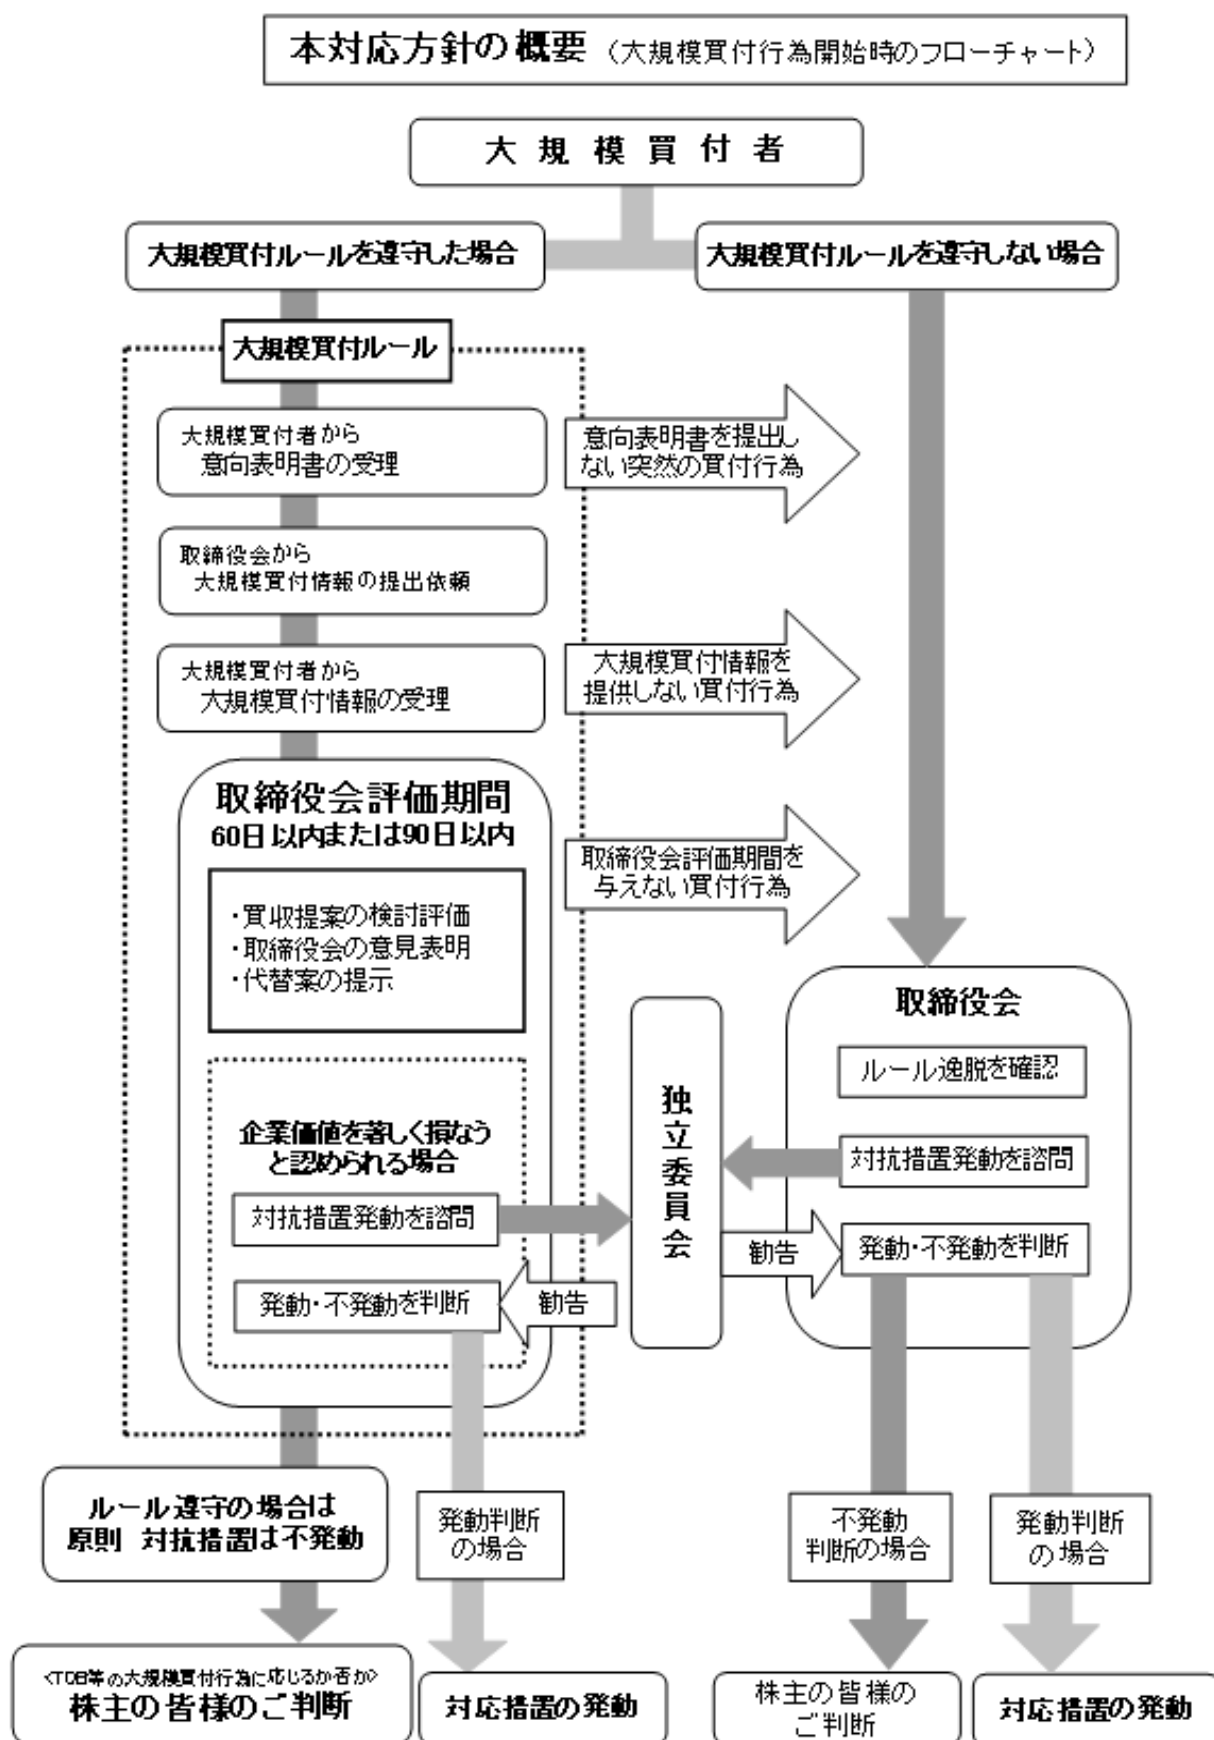 本対応方針の概要 （大規模買付行為開始時のフローチャート）
大規模買付者
大規模買付ルールを遵守した場合
大規模買付ルールを遵守しない場合
大規模買付ルール
大規模買付者から
意向表明書の受理
意向表明書を提出し
ない突然の買付行為
取締役会から
大規模買付情報の提出依頼
大規模買付者から
大規模買付情報の受理
大規模買付情報を
提供しない買付行為
取締役会評価期間
60日以内または90日以内
取締役会評価期間を
与えない買付行為
・買収提案の検討評価
・取締役会の意見表明
・代替案の提示
企業価値を著しく損なう
と認められる場合
対抗措置発動を諮問
発動・不発動を判断
勧告
独立委員会
取締役会
ルール逸脱を確認
対抗措置発動を諮問
勧告
発動・不発動を判断
ルール遵守の場合は
原則 対抗措置は不発動
発動判断
の場合
不発動
判断の場合
発動判断
の場合
<TOB等の大規模買付行為に応じるか否か>
株主の皆様のご判断
対応措置の発動
株主の皆様の
ご判断
対応措置の発動